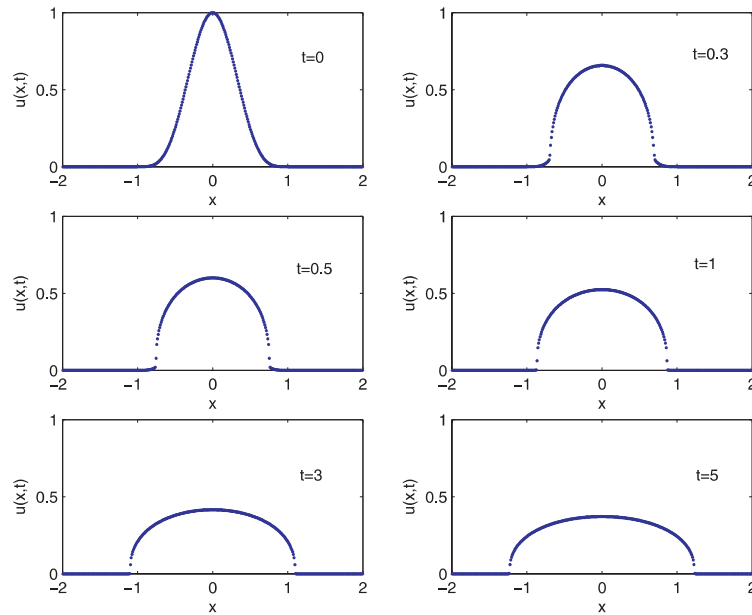 1
0.5
0
u(x,t)
t=0
−2 −1 0 1 2
x
1
0.5
0
u(x,t)
t=0.3
−2 −1 0 1 2
x
1
0.5
0
u(x,t)
t=0.5
−2 −1 0 1 2
x
1
0.5
0
u(x,t)
t=1
−2 −1 0 1 2
x
1
0.5
0
u(x,t)
t=3
−2 −1 0 1 2
x
1
0.5
0
u(x,t)
t=5
−2 −1 0 1 2
x